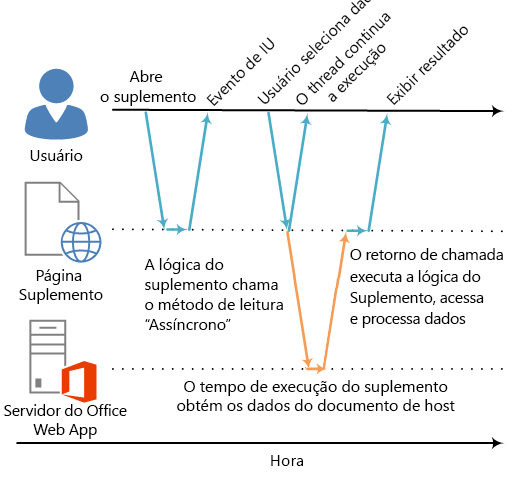 Abre
o suplemento
Evento de IU
Usuário seleciona
O thread continua
a execução
Exibir resultado
Usuário
Página
Suplemento
A lógica do
suplemento chama
o método de leitura
“Assíncrono”
O retorno de chamada
executa a lógica do
Suplemento, acessa
e processa dados
Servidor do Office
Web App
O tempo de execução do suplemento
obtém os dados do documento de host
Hora